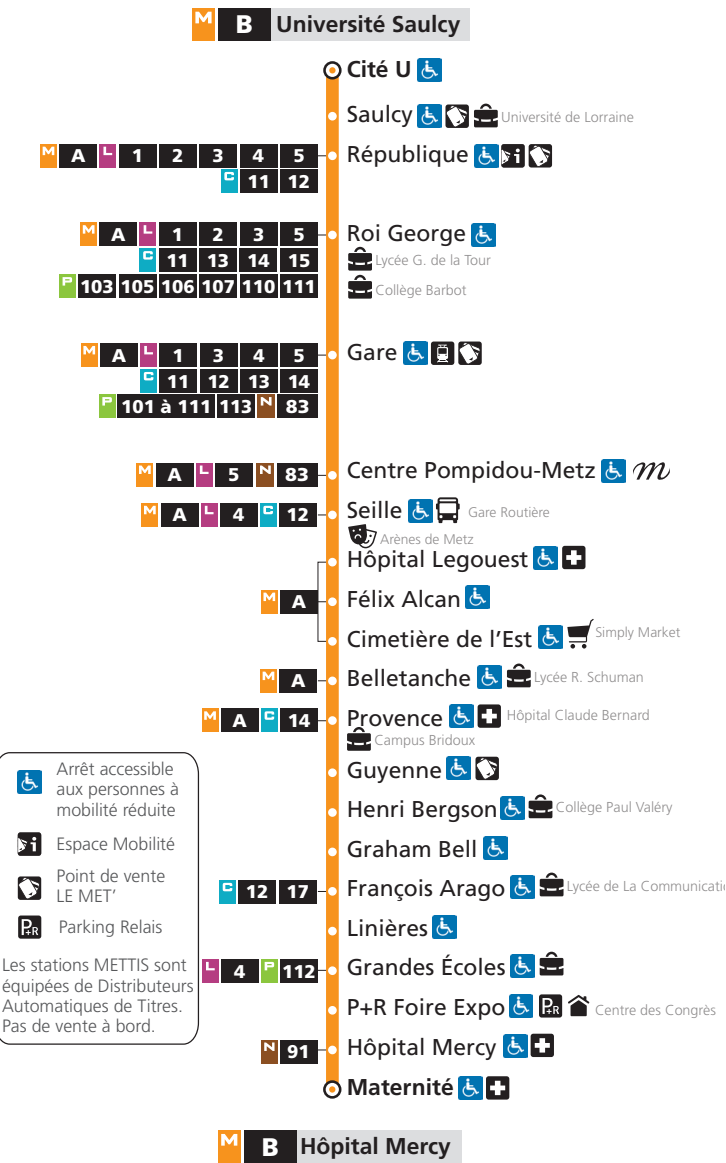 M B Université Saulcy
Cité U
Saulcy Université de Lorraine
M A L 1 2 3 4 5 République i
C 11 12
M A L 1 2 3 5 Roi George
C 11 13 14 15 Lycée G. de la Tour
P 103 105 106 107 110 111 Collège Barbot
M A L 1 3 4 5 Gare
C 11 12 13 14
P 101 à 111 113 N 83
M A L 5 N 83 Centre Pompidou-Metz m
M A L 4 C 12 Seille Gare Routière
Arènes de Metz
Hôpital Legouest
M A Félix Alcan
Cimetière de l’Est Simply Market
M A Belletanche Lycée R. Schuman
M A C 14 Provence Hôpital Claude Bernard
Campus Bridoux
Guyenne
Henri Bergson Collège Paul Valéry
Graham Bell
C 12 17 François Arago Lycée de La Communicati
Linières
L 4 P 112 Grandes Écoles
P+R Foire Expo P+R Centre des Congrès
N 91 Hôpital Mercy
Maternité
M B Hôpital Mercy
Arrêt accessible
aux personnes à
mobilité réduite
i Espace Mobilité
Point de vente
LE MET’
P+R Parking Relais
Les stations METTIS sont
équipées de Distributeurs
Automatiques de Titres.
Pas de vente à bord.